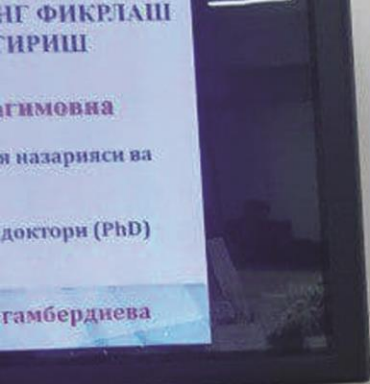 НГ ФИКРЛАШ
ГИРИШ
гимовна
я назарияси ва
доктори (PhD)
гамбердиева